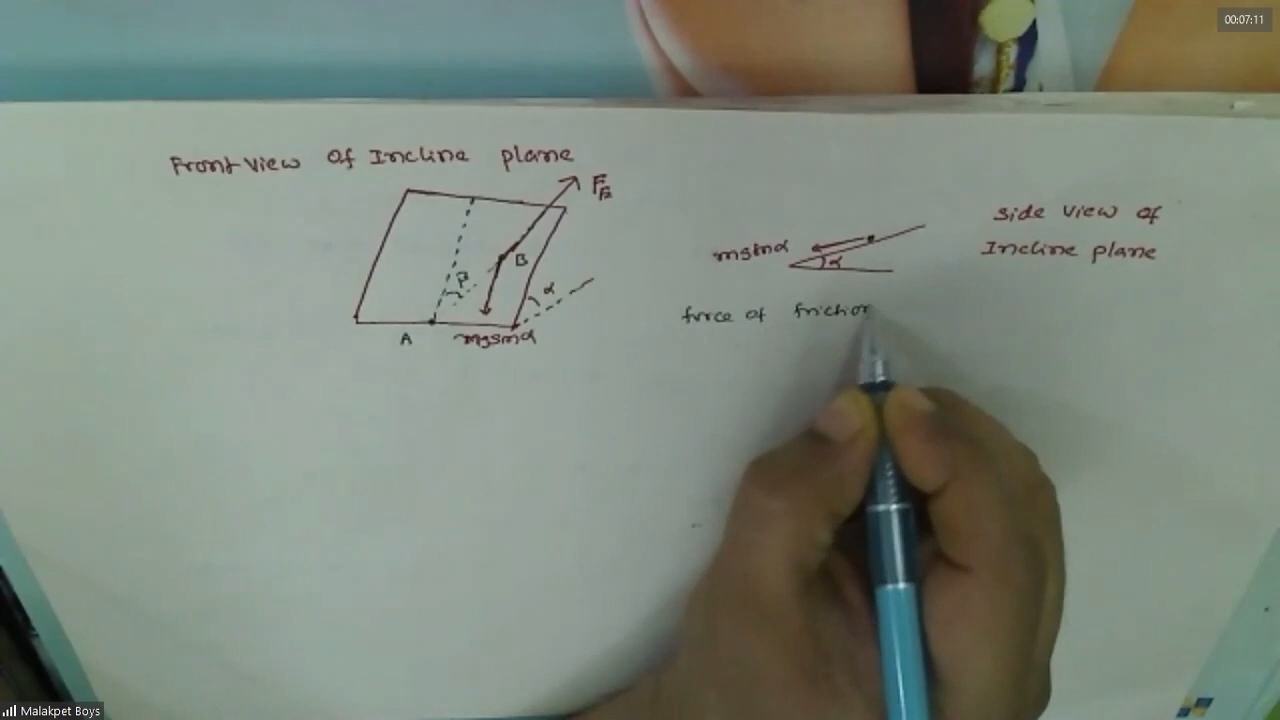 00:07:11
Front View Of Incline plane
F
B
β
α
A
mgsinα
mgsinα
α
side view of
Incline plane
force of friction
Malakpet Boys